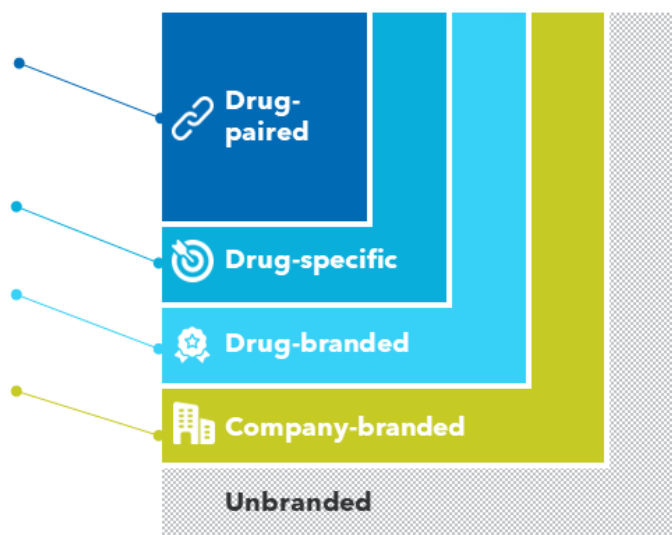 Drug-
paired
Drug-specific
Drug-branded
Company-branded
Unbranded